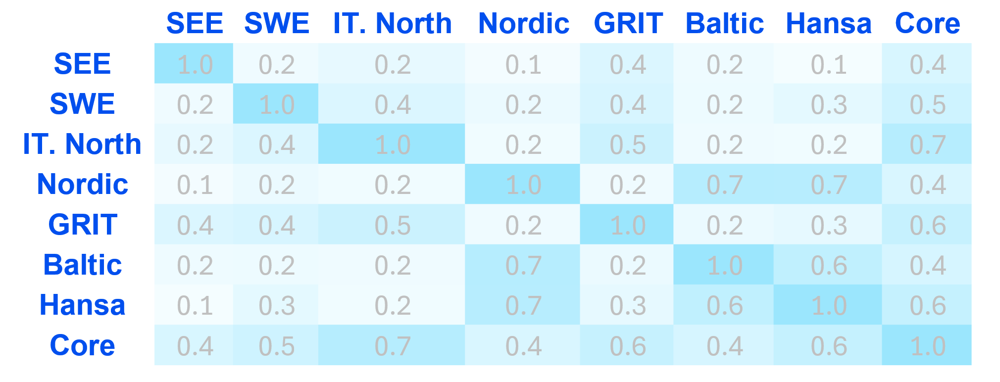 SEE SWE IT. North Nordic GRIT Baltic Hansa Core
SEE 1.0 0.2 0.2 0.1 0.4 0.2 0.1 0.4
SWE 0.2 1.0 0.4 0.2 0.4 0.2 0.3 0.5
IT. North 0.2 0.4 1.0 0.2 0.5 0.2 0.2 0.7
Nordic 0.1 0.2 0.2 1.0 0.2 0.7 0.7 0.4
GRIT 0.4 0.4 0.5 0.2 1.0 0.2 0.3 0.6
Baltic 0.2 0.2 0.2 0.7 0.2 1.0 0.6 0.4
Hansa 0.1 0.3 0.2 0.7 0.3 0.6 1.0 0.6
Core 0.4 0.5 0.7 0.4 0.6 0.4 0.6 1.0